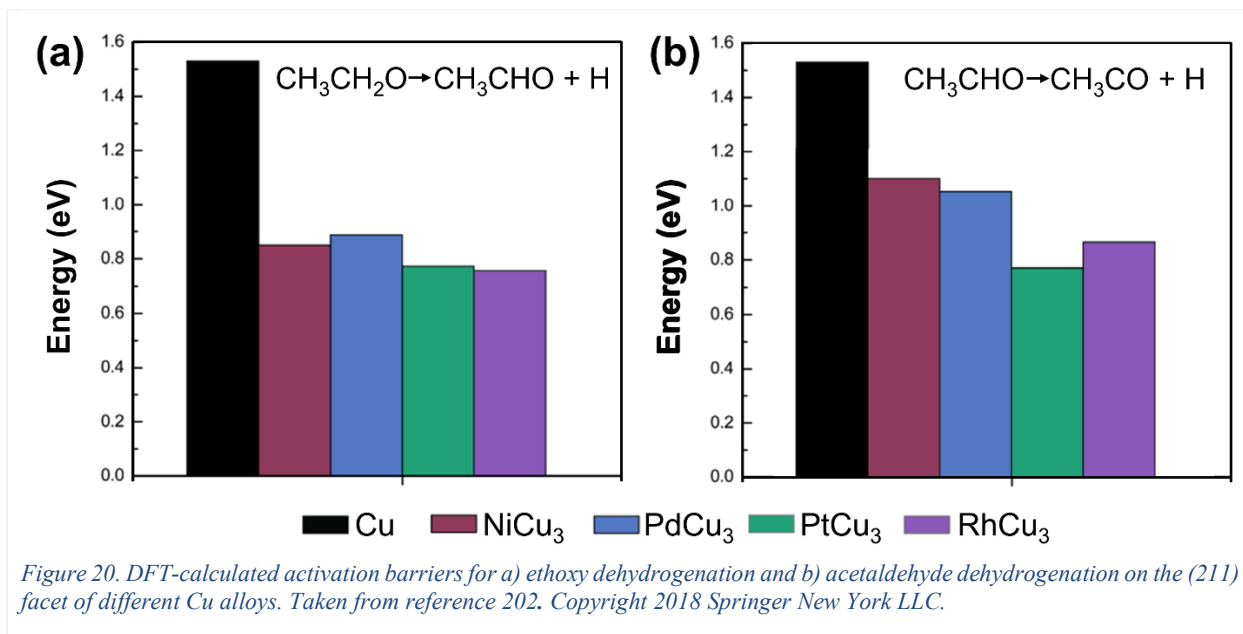 (a)
1.6
1.4
1.2
1.0
0.8
0.6
0.4
0.2
0.0
Energy (eV)
CH₃CH₂O→CH₃CHO + H
(b)
1.6
1.4
1.2
1.0
0.8
0.6
0.4
0.2
0.0
Energy (eV)
CH₃CHO→CH₃CO + H
Cu NiCu₃ PdCu₃ PtCu₃ RhCu₃
Figure 20. DFT-calculated activation barriers for a) ethoxy dehydrogenation and b) acetaldehyde dehydrogenation on the (211)
facet of different Cu alloys. Taken from reference 202. Copyright 2018 Springer New York LLC.